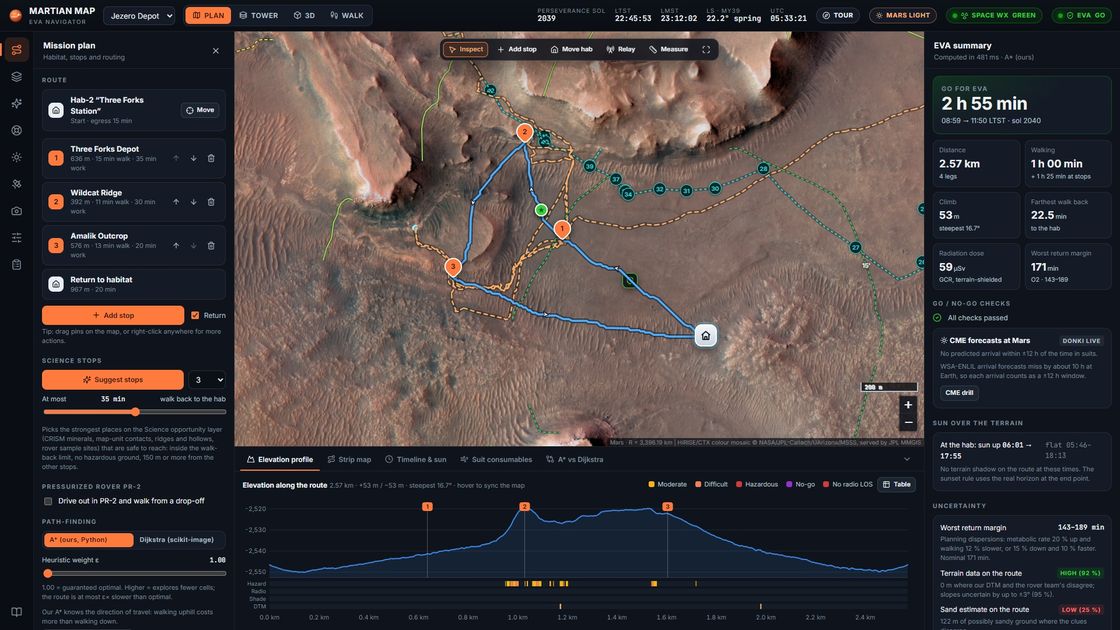 MARTIAN MAP
EVA NAVIGATOR
Jezero Depot
PLAN
TOWER
3D
WALK
PERSEVERANCE SOL
2039
LTST
22:45:53
LMST
23:12:02
LS · MY39
22.2° spring
UTC
05:33:21
TOUR
MARS LIGHT
SPACE WX GREEN
EVA GO
Mission plan
Habitat, stops and routing
ROUTE
Hab-2 “Three Forks
Station”
Start · egress 15 min
Move
1
Three Forks Depot
636 m · 15 min walk · 35 min
work
2
Wildcat Ridge
392 m · 11 min walk · 30 min
work
3
Amalik Outcrop
576 m · 13 min walk · 20 min
work
Return to habitat
967 m · 20 min
+ Add stop
Return
Tip: drag pins on the map, or right-click anywhere for more
actions.
SCIENCE STOPS
Suggest stops
3
At most
35 min
walk back to the hab
Picks the strongest places on the Science opportunity layer
(CRISM minerals, map-unit contacts, ridges and hollows,
rover sample sites) that are safe to reach: inside the walk-
back limit, no hazardous ground, 150 m or more from the
other stops.
PRESSURIZED ROVER PR-2
Drive out in PR-2 and walk from a drop-off
PATH-FINDING
A* (ours, Python)
Dijkstra (scikit-image)
Heuristic weight ε
1.00
1.00 = guaranteed optimal. Higher = explores fewer cells;
the route is at most ε× slower than optimal.
Our A* knows the direction of travel: walking uphill costs
more than walking down.
Inspect
+ Add stop
Move hab
Relay
Measure
2
39
37
34
32
31
30
28
27
1
3
15'
200 m
+
−
Mars · R = 3,396.19 km | HiRISE/CTX colour mosaic © NASA/JPL-Caltech/UArizona/MSSS, served by JPL MMGIS
Elevation profile
Strip map
Timeline & sun
Suit consumables
A* vs Dijkstra
Elevation along the route
2.57 km · +53 m / −53 m · steepest 16.7° · hover to sync the map
Moderate
Difficult
Hazardous
No-go
No radio LOS
Table
1
2
3
−2,520
−2,530
−2,540
−2,550
Hazard
Radio
Shade
DTM
0.0 km
0.2 km
0.4 km
0.6 km
0.8 km
1.0 km
1.2 km
1.4 km
1.6 km
1.8 km
2.0 km
2.2 km
2.4 km
EVA summary
Computed in 481 ms · A* (ours)
GO FOR EVA
2 h 55 min
08:59 → 11:50 LTST · sol 2040
Distance
2.57 km
4 legs
Walking
1 h 00 min
+ 1 h 25 min at stops
Climb
53 m
steepest 16.7°
Farthest walk back
22.5 min
to the hab
Radiation dose
59 µSv
GCR, terrain-shielded
Worst return margin
171 min
O2 · 143–189
GO / NO-GO CHECKS
All checks passed
CME forecasts at Mars
DONKI LIVE
No predicted arrival within ±12 h of the time in suits.
WSA-ENLIL arrival forecasts miss by about 10 h at
Earth, so each arrival counts as a ±12 h window.
CME drill
SUN OVER THE TERRAIN
At the hab: sun up 06:01 →
17:55
flat 05:46–
18:13
No terrain shadow on the route at these times. The
sunset rule uses the real horizon at the end point.
UNCERTAINTY
Worst return margin
143–189 min
Planning dispersions: metabolic rate 20 % up and
walking 12 % slower, or 15 % down and 10 % faster.
Nominal 171 min.
Terrain data on the route
HIGH (92 %)
0 m where our DTM and the rover team's disagree;
slopes uncertain by up to ±3° (95 %).
Sand estimate on the route
LOW (25 %)
122 m of possibly sandy ground where the clues